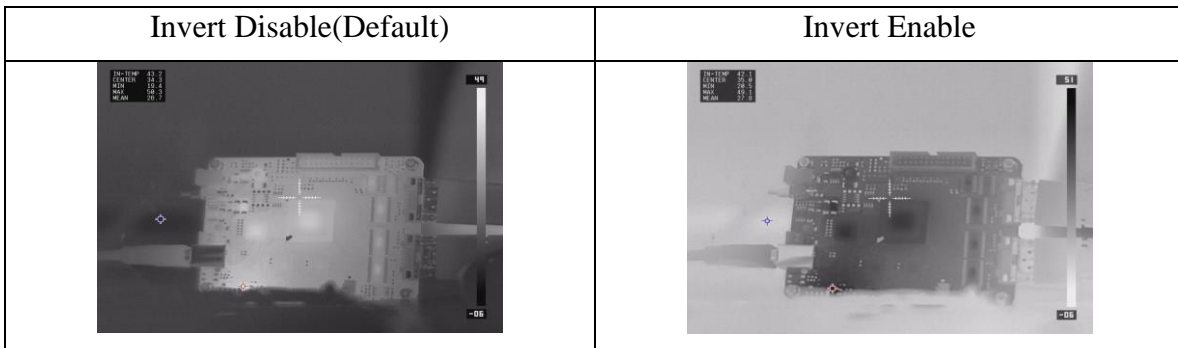 Invert Disable(Default)
Invert Enable
IN-TEMP 43.2
CENTER 34.3
MIN 19.4
MAX 50.3
MEAN 26.7
49
-06
IN-TEMP 42.1
CENTER 35.0
MIN 20.5
MAX 49.1
MEAN 27.8
51
-06